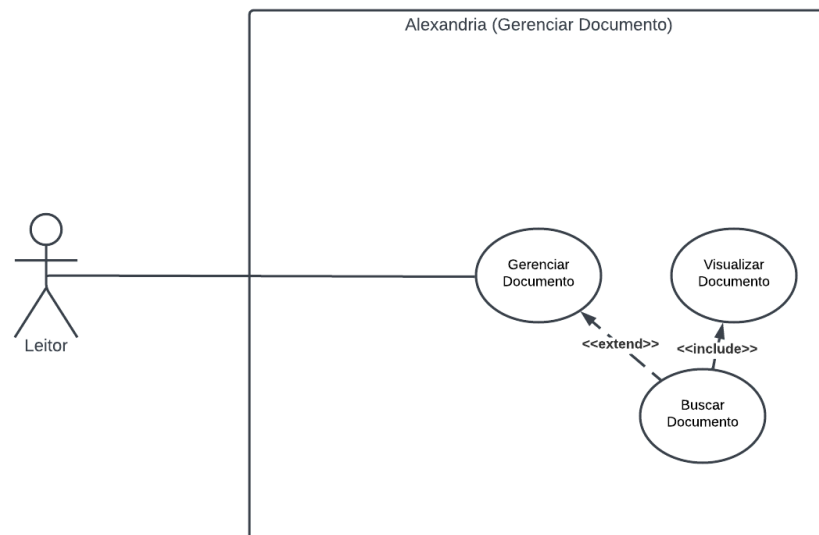 Alexandria (Gerenciar Documento)
Gerenciar
Documento
Visualizar
Documento
<<extend>>
<<include>>
Leitor
Buscar
Documento